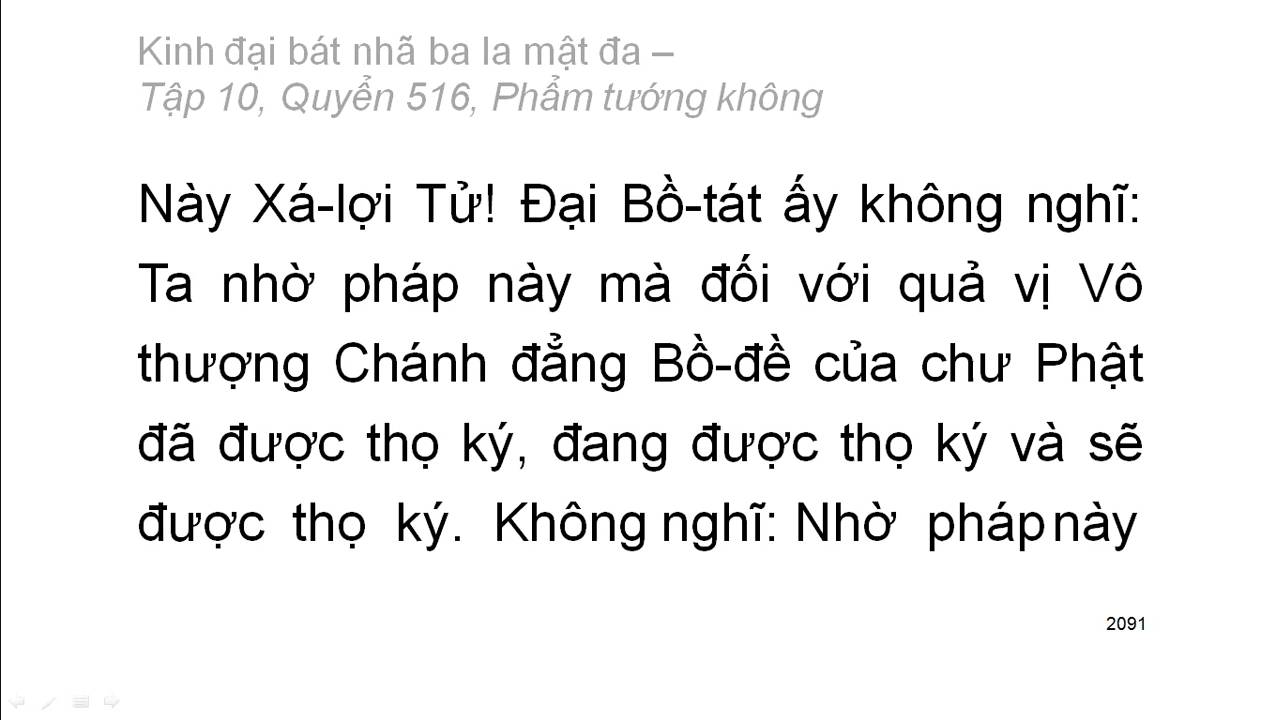 Kinh đại bát nhã ba la mật đa –
Tập 10, Quyển 516, Phẩm tướng không
Này Xá-lợi Tử! Đại Bồ-tát ấy không nghĩ:
Ta nhờ pháp này mà đối với quả vị Vô
thượng Chánh đẳng Bồ-đề của chư Phật
đã được thọ ký, đang được thọ ký và sẽ
được thọ ký. Không nghĩ: Nhờ pháp này
2091